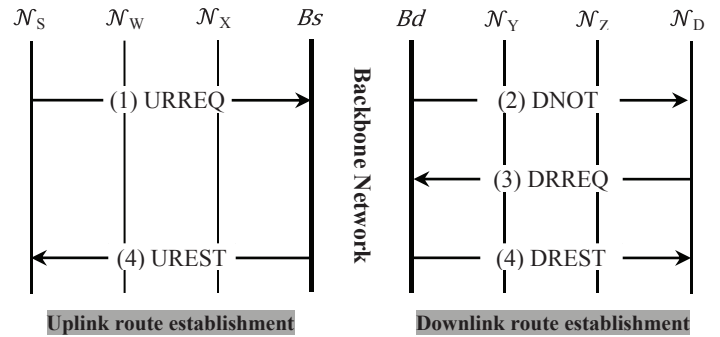 𝒩S 𝒩W 𝒩X Bs Bd 𝒩Y 𝒩Z 𝒩D
(1) URREQ
(2) DNOT
(3) DRREQ
(4) UREST
(4) DREST
Backbone Network
Uplink route establishment
Downlink route establishment